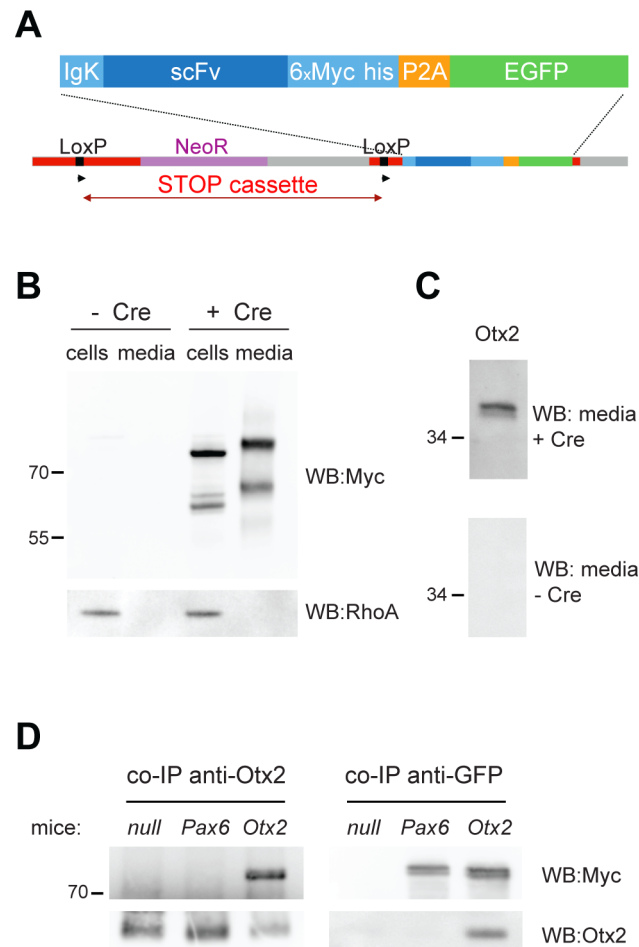 A
IgK scFv 6xMyc his P2A EGFP
LoxP NeoR LoxP
STOP cassette
B
- Cre + Cre
cells media cells media
70
55
WB:Myc
WB:RhoA
C
Otx2
34
WB: media
+ Cre
34
WB: media
- Cre
D
co-IP anti-Otx2 co-IP anti-GFP
mice: null Pax6 Otx2 null Pax6 Otx2
70
WB:Myc
WB:Otx2